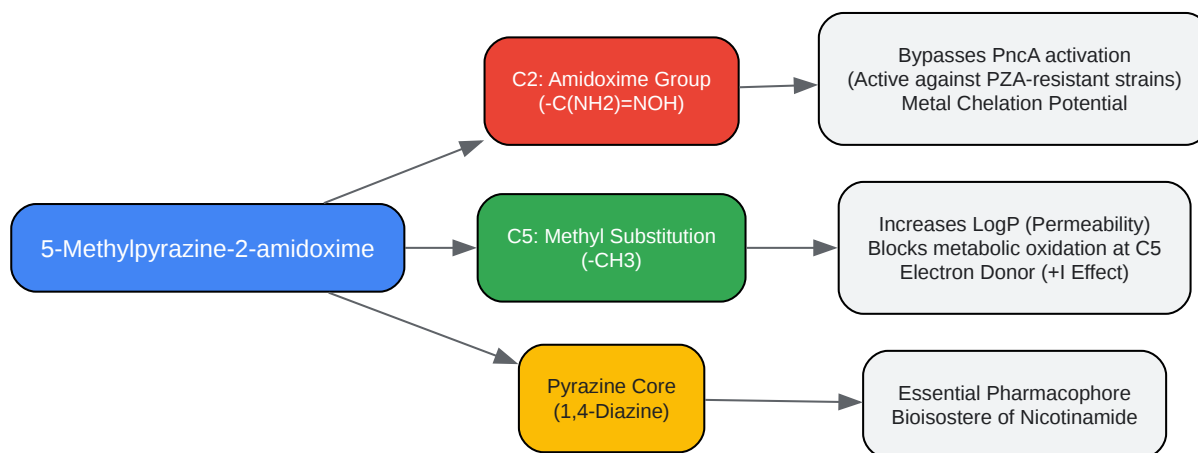 5-Methylpyrazine-2-amidoxime
C2: Amidoxime Group
(-C(NH2)=NOH)
Bypasses PncA activation
(Active against PZA-resistant strains)
Metal Chelation Potential
C5: Methyl Substitution
(-CH3)
Increases LogP (Permeability)
Blocks metabolic oxidation at C5
Electron Donor (+I Effect)
Pyrazine Core
(1,4-Diazine)
Essential Pharmacophore
Bioisostere of Nicotinamide